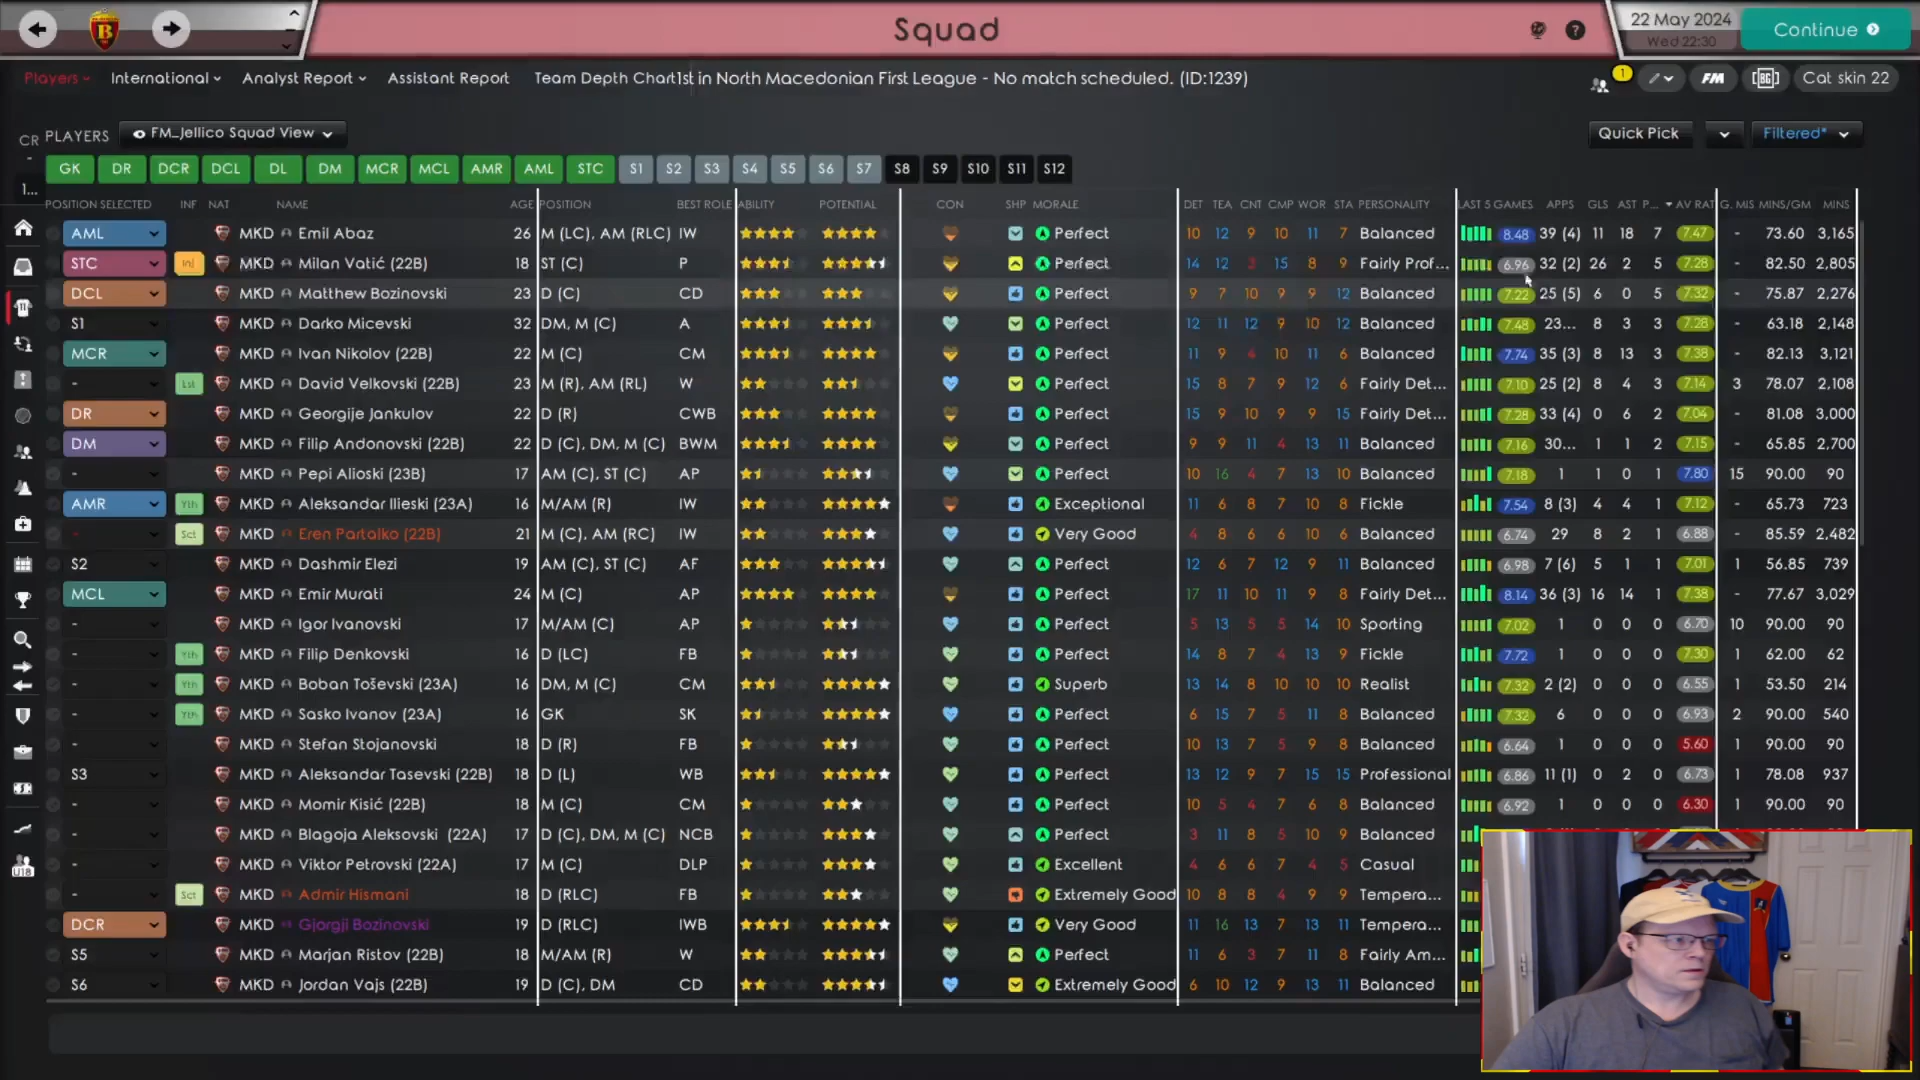 Squad
22 May 2024
Wed 22:30
Continue
Players International Analyst Report Assistant Report Team Depth Chart 1st in North Macedonian First League - No match scheduled. (ID:1239)
1 FM BG Cat skin 22
CR PLAYERS FM_Jellico Squad View Quick Pick Filtered*
GK DR DCR DCL DL DM MCR MCL AMR AML STC S1 S2 S3 S4 S5 S6 S7 S8 S9 S10 S11 S12
1...
POSITION SELECTED INF NAT NAME AGE POSITION BEST ROLE ABILITY POTENTIAL CON SHP MORALE DET TEA CNT CMP WOR STA PERSONALITY LAST 5 GAMES APPS GLS AST P... AV RAT G. MIS MINS/GM MINS
AML MKD Emil Abaz 26 M (LC), AM (RLC) IW Perfect 10 12 9 10 11 7 Balanced 8.48 39 (4) 11 18 7 7.47 - 73.60 3,165
STC Inj MKD Milan Vatić (22B) 18 ST (C) P Perfect 14 12 3 15 8 9 Fairly Prof... 6.96 32 (2) 26 2 5 7.28 - 82.50 2,805
DCL MKD Matthew Bozinovski 23 D (C) CD Perfect 9 7 10 9 9 12 Balanced 7.22 25 (5) 6 0 5 7.32 - 75.87 2,276
S1 MKD Darko Micevski 32 DM, M (C) A Perfect 12 11 12 9 10 12 Balanced 7.48 23... 8 3 3 7.28 - 63.18 2,148
MCR MKD Ivan Nikolov (22B) 22 M (C) CM Perfect 11 9 4 10 11 6 Balanced 7.74 35 (3) 8 13 3 7.38 - 82.13 3,121
- Lst MKD David Velkovski (22B) 23 M (R), AM (RL) W Perfect 15 8 7 9 12 6 Fairly Det... 7.10 25 (2) 8 4 3 7.14 3 78.07 2,108
DR MKD Georgije Jankulov 22 D (R) CWB Perfect 15 9 10 9 9 15 Fairly Det... 7.28 33 (4) 0 6 2 7.04 - 81.08 3,000
DM MKD Filip Andonovski (22B) 22 D (C), DM, M (C) BWM Perfect 9 9 11 4 13 11 Balanced 7.16 30... 1 1 2 7.15 - 65.85 2,700
- MKD Pepi Alioski (23B) 17 AM (C), ST (C) AP Perfect 10 16 4 7 13 10 Balanced 7.18 1 1 0 1 7.80 15 90.00 90
AMR Yth MKD Aleksandar Ilieski (23A) 16 M/AM (R) IW Exceptional 11 6 8 7 10 8 Fickle 7.54 8 (3) 4 4 1 7.12 - 65.73 723
- Sct MKD Eren Partalko (22B) 21 M (C), AM (RC) IW Very Good 4 8 6 6 10 6 Balanced 6.74 29 8 2 1 6.88 - 85.59 2,482
S2 MKD Dashmir Elezi 19 AM (C), ST (C) AF Perfect 12 6 7 12 9 11 Balanced 6.98 7 (6) 5 1 1 7.01 1 56.85 739
MCL MKD Emir Murati 24 M (C) AP Perfect 17 11 10 11 9 8 Fairly Det... 8.14 36 (3) 16 14 1 7.38 - 77.67 3,029
- MKD Igor Ivanovski 17 M/AM (C) AP Perfect 5 13 5 5 14 10 Sporting 7.02 1 0 0 0 6.70 10 90.00 90
- Yth MKD Filip Denkovski 16 D (LC) FB Perfect 14 8 7 4 13 9 Fickle 7.72 1 0 0 0 7.30 1 62.00 62
- Yth MKD Boban Toševski (23A) 16 DM, M (C) CM Superb 13 14 8 10 10 10 Realist 7.32 2 (2) 0 0 0 6.55 1 53.50 214
- Yth MKD Sasko Ivanov (23A) 16 GK SK Perfect 6 15 7 5 11 8 Balanced 7.32 6 0 0 0 6.93 2 90.00 540
- MKD Stefan Stojanovski 18 D (R) FB Perfect 10 13 7 5 9 8 Balanced 6.64 1 0 0 0 5.60 1 90.00 90
S3 MKD Aleksandar Tasevski (22B) 18 D (L) WB Perfect 13 12 9 7 15 15 Professional 6.86 11 (1) 0 2 0 6.73 1 78.08 937
- MKD Momir Kisić (22B) 18 M (C) CM Perfect 10 5 4 7 6 8 Balanced 6.92 1 0 0 0 6.30 1 90.00 90
- MKD Blagoja Aleksovski (22A) 17 D (C), DM, M (C) NCB Perfect 3 11 8 5 10 9 Balanced
- MKD Viktor Petrovski (22A) 17 M (C) DLP Excellent 4 6 6 7 4 5 Casual
- Sct MKD Admir Hismani 18 D (RLC) FB Extremely Good 10 8 8 4 9 9 Tempera...
DCR MKD Gjorgji Bozinovski 19 D (RLC) IWB Very Good 11 16 13 7 13 11 Tempera...
S5 MKD Marjan Ristov (22B) 18 M/AM (R) W Perfect 11 6 3 7 11 8 Fairly Am...
S6 MKD Jordan Vajs (22B) 19 D (C), DM CD Extremely Good 6 10 12 9 13 11 Balanced
U18